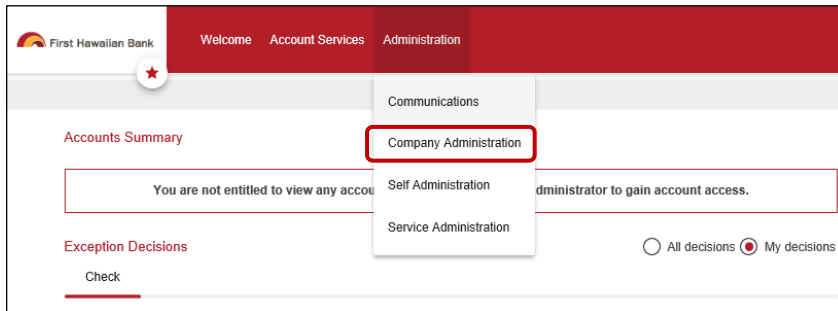 First Hawaiian Bank
Welcome Account Services Administration
Communications
Accounts Summary
Company Administration
You are not entitled to view any accou
dministrator to gain account access.
Self Administration
Service Administration
Exception Decisions
All decisions My decisions
Check